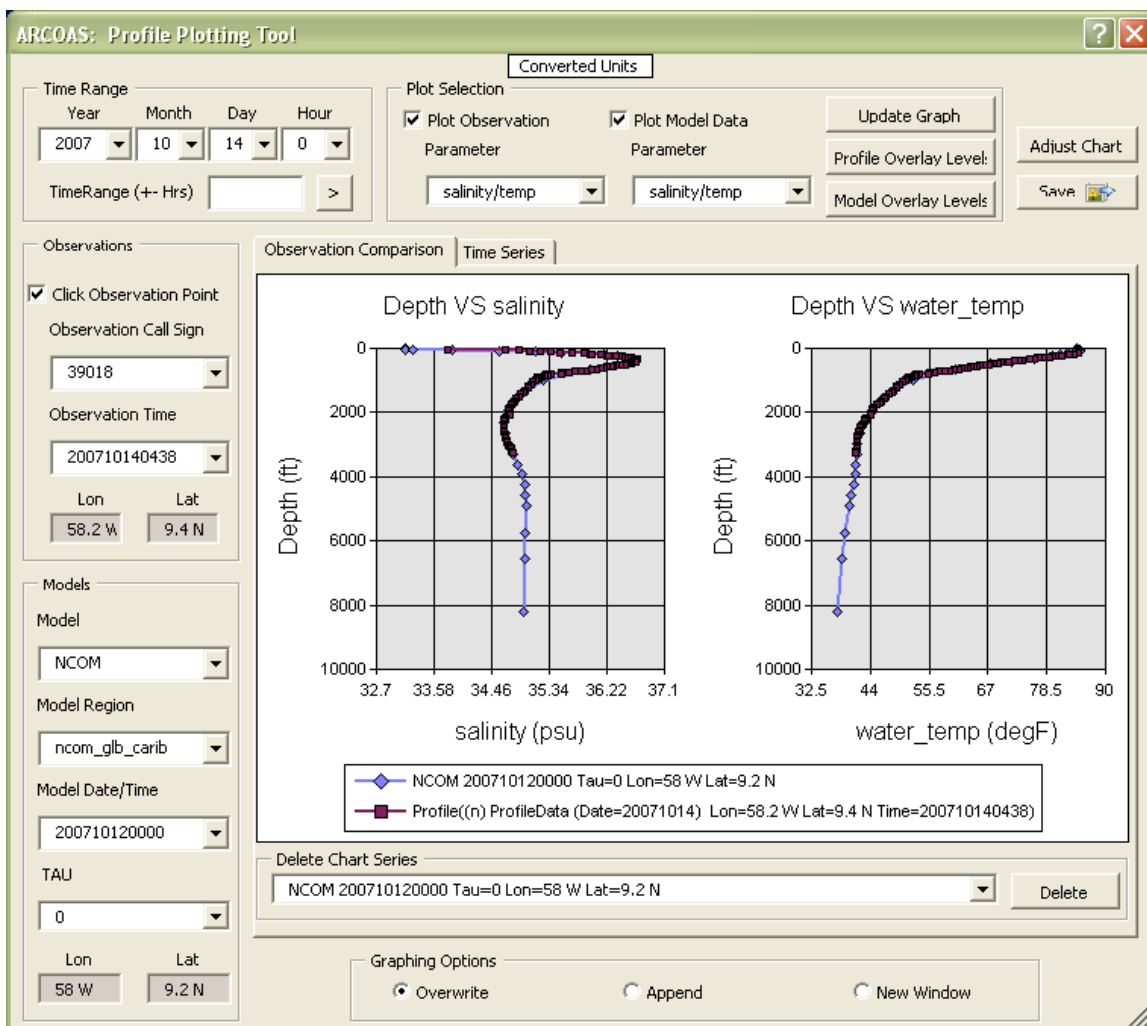 ARCOAS: Profile Plotting Tool
?
Converted Units
Time Range
Year Month Day Hour
2007 10 14 0
TimeRange (+- Hrs) >
Plot Selection
Plot Observation Plot Model Data
Parameter Parameter
salinity/temp salinity/temp
Update Graph
Profile Overlay Levels
Model Overlay Levels
Adjust Chart
Save
Observations
Click Observation Point
Observation Call Sign
39018
Observation Time
200710140438
Lon Lat
58.2 W 9.4 N
Models
Model
NCOM
Model Region
ncom_glb_carib
Model Date/Time
200710120000
TAU
0
Lon Lat
58 W 9.2 N
Observation Comparison Time Series
Depth VS salinity
Depth (ft)
0
2000
4000
6000
8000
10000
32.7 33.58 34.46 35.34 36.22 37.1
salinity (psu)
Depth VS water_temp
Depth (ft)
0
2000
4000
6000
8000
10000
32.5 44 55.5 67 78.5 90
water_temp (degF)
NCOM 200710120000 Tau=0 Lon=58 W Lat=9.2 N
Profile((n) ProfileData (Date=20071014) Lon=58.2 W Lat=9.4 N Time=200710140438)
Delete Chart Series
NCOM 200710120000 Tau=0 Lon=58 W Lat=9.2 N
Delete
Graphing Options
Overwrite Append New Window